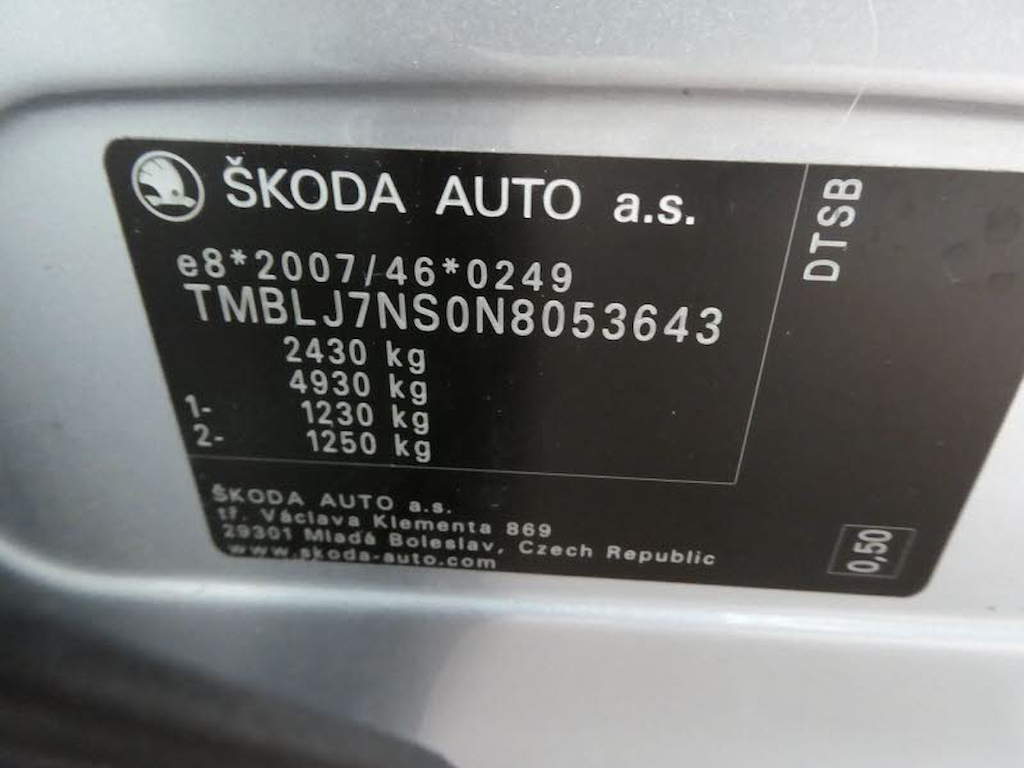 ŠKODA AUTO a.s.
e8*2007/46*0249
TMBLJ7NS0N8053643
2430 kg
4930 kg
1- 1230 kg
2- 1250 kg
DTSB
ŠKODA AUTO a.s.
tř. Václava Klementa 869
29301 Mladá Boleslav, Czech Republic
www.skoda-auto.com
0,50